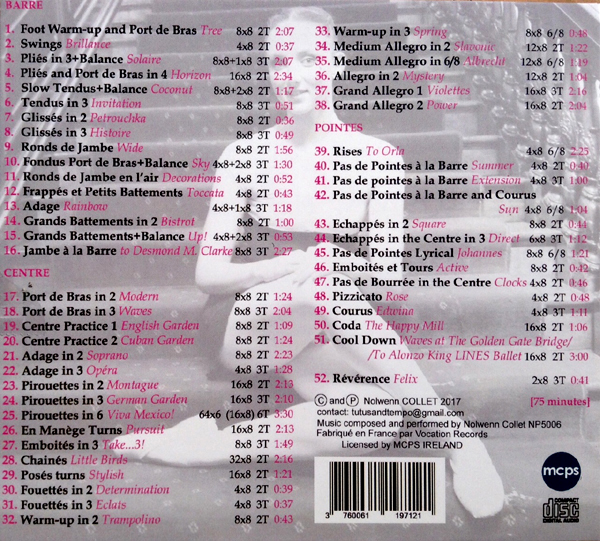 BARRE
1. Foot Warm-up and Port de Bras Tree 8x8 2T 2:07
2. Swings Brillance 4x8 2T 0:37
3. Pliés in 3+Balance Solaire 8x8+1x8 3T 2:07
4. Pliés and Port de Bras in 4 Horizon 16x8 2T 2:34
5. Slow Tendus+Balance Coconut 8x8+2x8 2T 1:17
6. Tendus in 3 Invitation 8x8 3T 0:51
7. Glissés in 2 Petrouchka 8x8 2T 0:36
8. Glissés in 3 Histoire 8x8 3T 0:49
9. Ronds de Jambe Wide 8x8 2T 1:56
10. Fondus Port de Bras+Balance Sky 4x8+2x8 3T 1:30
11. Ronds de Jambe en l'air Decorations 4x8 2T 0:52
12. Frappés et Petits Battements Toccata 4x8 2T 0:43
13. Adage Rainbow 4x8+1x8 3T 1:18
14. Grands Battements in 2 Bistrot 8x8 2T 1:00
15. Grands Battements+Balance Up! 4x8+2x8 3T 0:53
16. Jambe à la Barre to Desmond M. Clarke 8x8 3T 2:27
CENTRE
17. Port de Bras in 2 Modern 8x8 2T 1:24
18. Port de Bras in 3 Waves 8x8 3T 2:04
19. Centre Practice 1 English Garden 8x8 2T 1:09
20. Centre Practice 2 Cuban Garden 8x8 2T 1:24
21. Adage in 2 Soprano 8x8 2T 2:23
22. Adage in 3 Opéra 4x8 3T 1:28
23. Pirouettes in 2 Montague 16x8 2T 2:13
24. Pirouettes in 3 German Garden 16x8 3T 2:10
25. Pirouettes in 6 Viva Mexico! 64x6 (16x8) 6T 3:30
26. En Manège Turns Pursuit 16x8 2T 2:13
27. Emboités in 3 Take...3! 8x8 3T 1:49
28. Chainés Little Birds 32x8 2T 2:16
29. Posés turns Stylish 16x8 2T 1:21
30. Fouettés in 2 Determination 4x8 2T 0:39
31. Fouettés in 3 Eclats 4x8 3T 0:37
32. Warm-up in 2 Trampolino 8x8 2T 0:43
33. Warm-up in 3 Spring 8x8 6/8 0:48
34. Medium Allegro in 2 Slavonic 12x8 2T 1:22
35. Medium Allegro in 6/8 Albrecht 12x8 6/8 1:19
36. Allegro in 2 Mystery 12x8 2T 1:04
37. Grand Allegro 1 Violettes 16x8 3T 2:16
38. Grand Allegro 2 Power 16x8 2T 2:04
POINTES
39. Rises To Orla 4x8 6/8 2:25
40. Pas de Pointes à la Barre Summer 4x8 2T 0:40
41. Pas de pointes à la Barre Extension 4x8 3T 1:00
42. Pas de Pointes à la Barre and Courus
Sun 4x8 6/8 1:04
43. Echappés in 2 Square 8x8 2T 0:44
44. Echappés in the Centre in 3 Direct 6x8 3T 1:12
45. Pas de Pointes Lyrical Johannes 8x8 6/8 1:21
46. Emboités et Tours Active 8x8 2T 0:42
47. Pas de Bourrée in the Centre Clocks 4x8 2T 0:46
48. Pizzicato Rose 4x8 2T 0:48
49. Courus Edwina 4x8 3T 1:11
50. Coda The Happy Mill 16x8 2T 1:06
51. Cool Down Waves at The Golden Gate Bridge/
/To Alonzo King LINES Ballet 16x8 2T 3:00
52. Révérence Felix 2x8 3T 0:41
© and ℗ Nolwenn COLLET 2017 [75 minutes]
contact: tutusandtempo@gmail.com
Music composed and performed by Nolwenn Collet NP5006
Fabriqué en France par Vocation Records
Licensed by MCPS IRELAND
3 760061 197121
mcps
COMPACT
disc
DIGITAL AUDIO